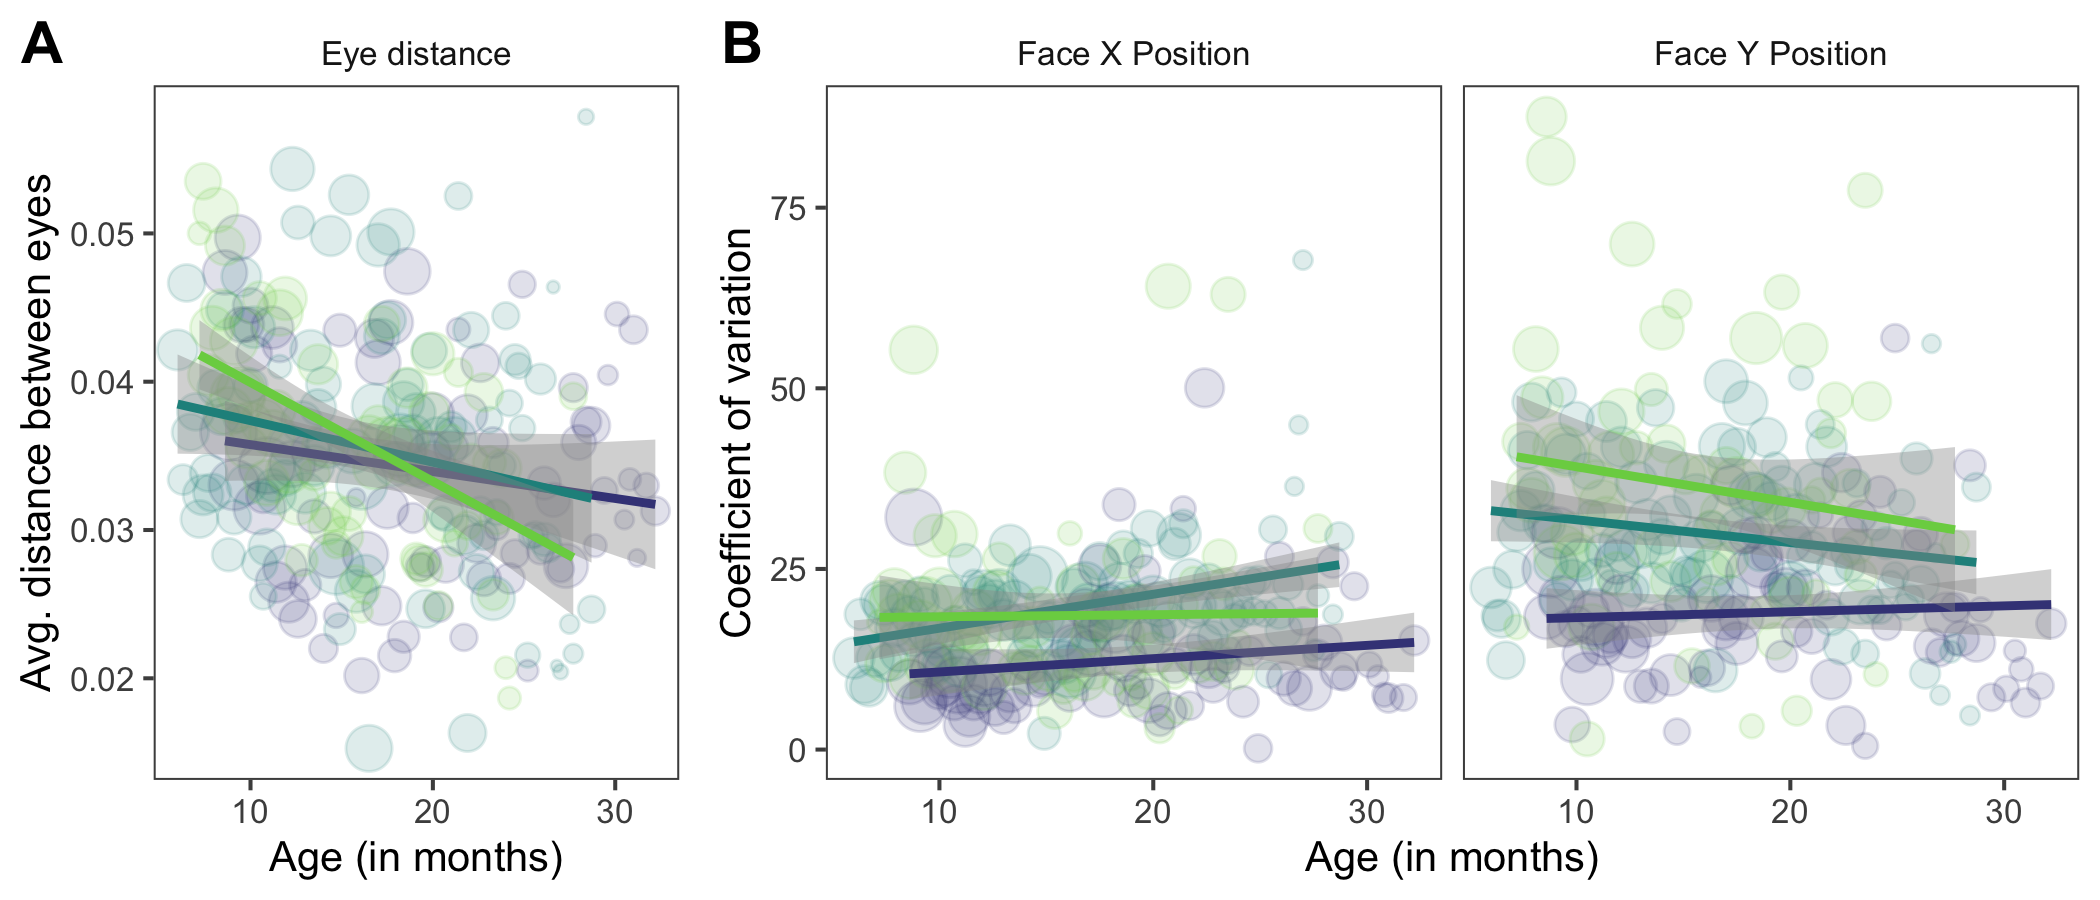 A
Eye distance
Avg. distance between eyes
0.05
0.04
0.03
0.02
10 20 30
Age (in months)
B
Face X Position Face Y Position
Coefficient of variation
75
50
25
0
10 20 30 10 20 30
Age (in months)